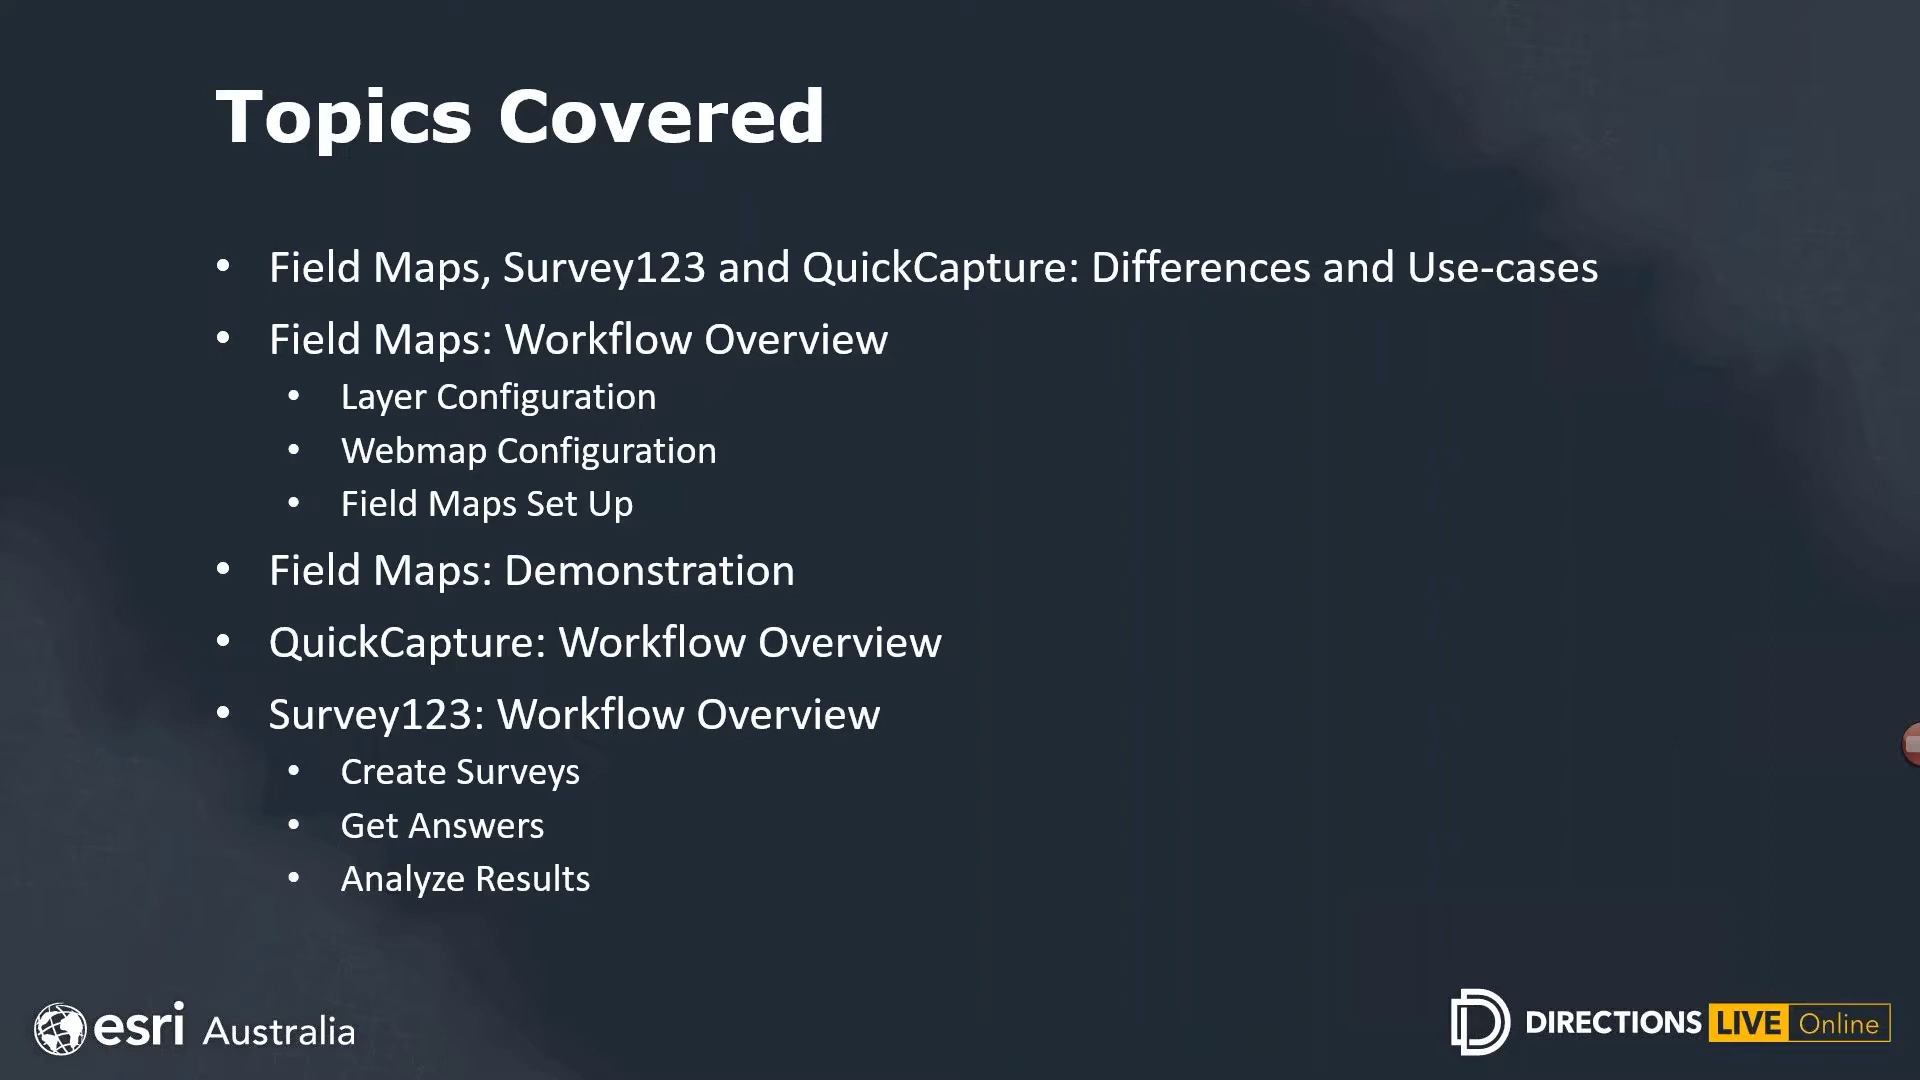 Topics Covered
• Field Maps, Survey123 and QuickCapture: Differences and Use-cases
• Field Maps: Workflow Overview
• Layer Configuration
• Webmap Configuration
• Field Maps Set Up
• Field Maps: Demonstration
• QuickCapture: Workflow Overview
• Survey123: Workflow Overview
• Create Surveys
• Get Answers
• Analyze Results
esri Australia
DIRECTIONS LIVE Online